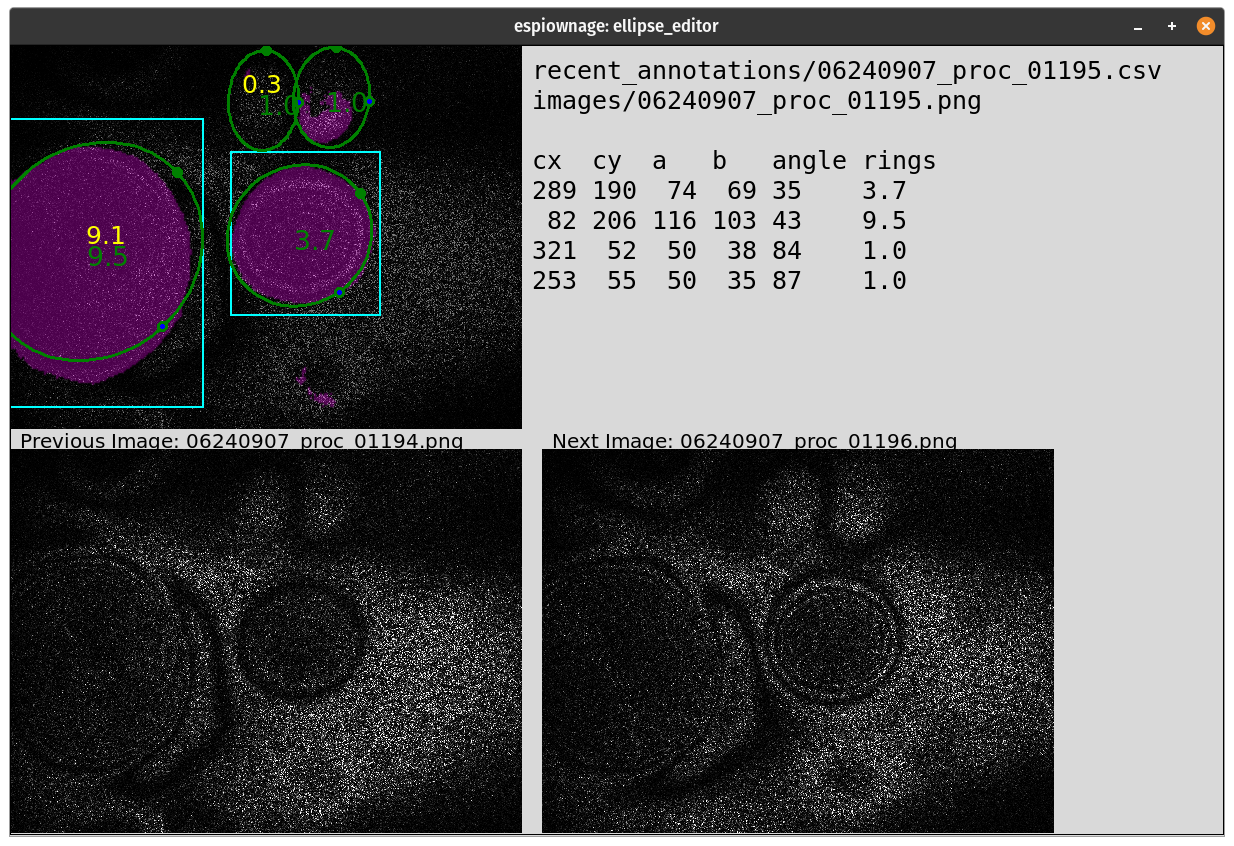 espiownage: ellipse_editor
0.3
1.0 1.0
9.1
9.5
3.7
recent_annotations/06240907_proc_01195.csv
images/06240907_proc_01195.png
cx cy a b angle rings
289 190 74 69 35 3.7
82 206 116 103 43 9.5
321 52 50 38 84 1.0
253 55 50 35 87 1.0
Previous Image: 06240907_proc_01194.png
Next Image: 06240907_proc_01196.png